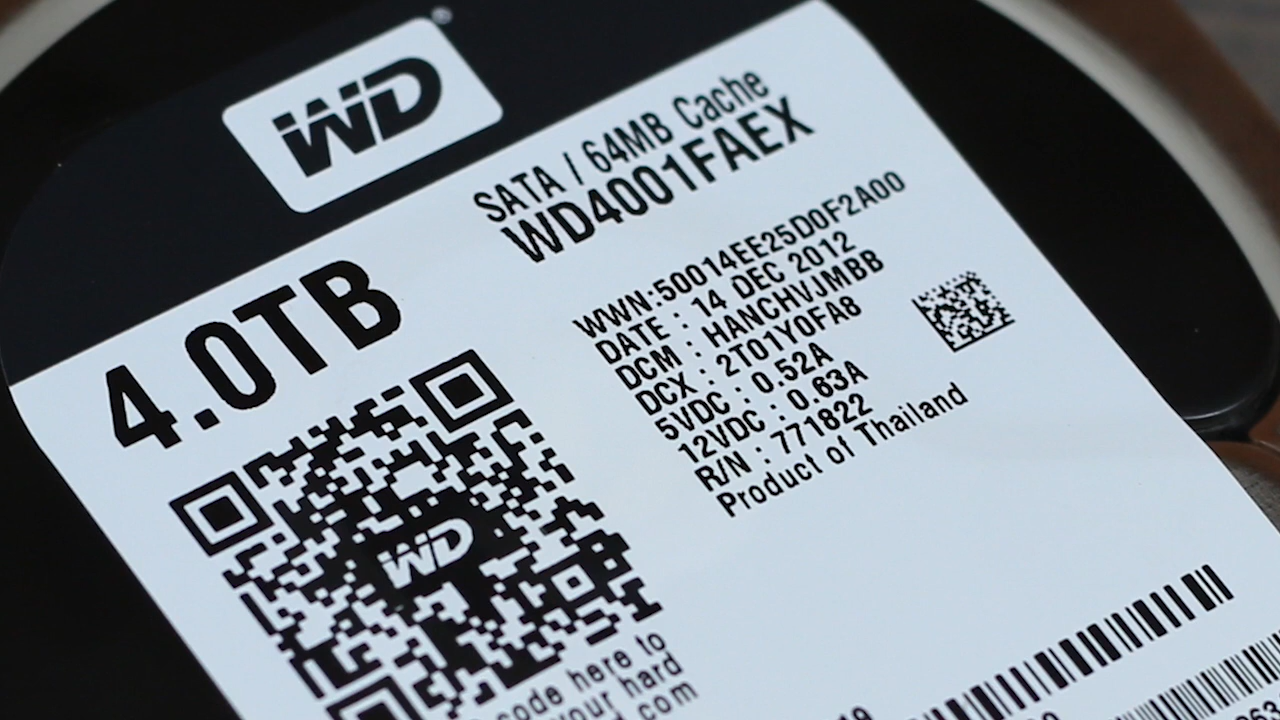 WD
SATA / 64MB Cache
WD4001FAEX
4.0TB
WWN:50014EE25D0F2A00
DATE : 14 DEC 2012
DCM : HANCHVJMBB
DCX : 2T01Y0FA8
5VDC : 0.52A
12VDC : 0.63A
R/N : 771822
Product of Thailand
WD
code here to
your hard
com